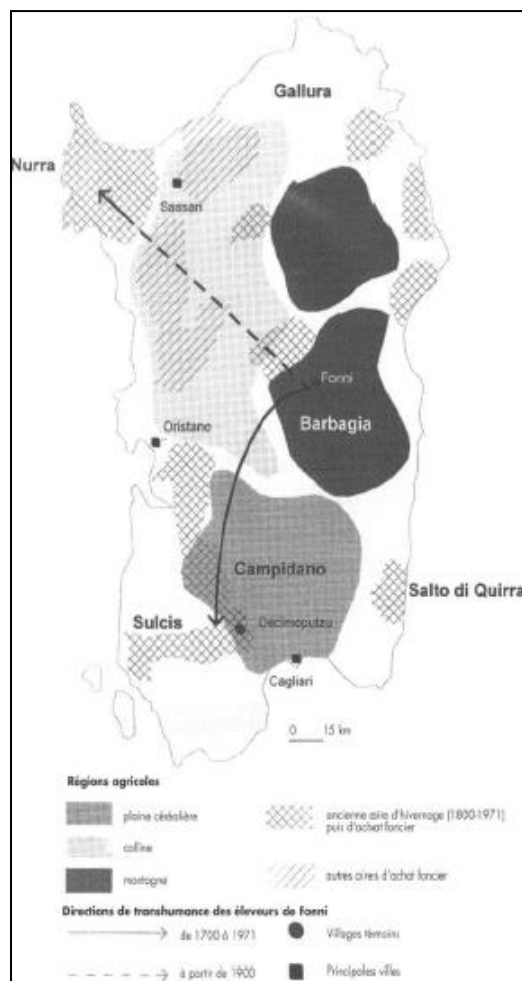 Gallura
Nurra
Sassari
Fonni
Barbagia
Oristano
Campidano
Salto di Quirra
Sulcis
Decimoputzu
Cagliari
0 15 km
Régions agricoles
plaine céréalière
colline
montagne
ancienne aire d'hivernage (1800-1971)
puis d'achat foncier
autres aires d'achat foncier
Directions de transhumance des éleveurs de Fonni
de 1700 à 1971
à partir de 1900
Villages témoins
Principales villes